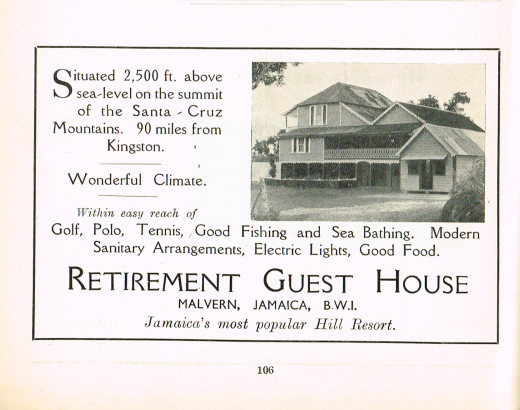 Situated 2,500 ft. above
sea-level on the summit
of the Santa - Cruz
Mountains. 90 miles from
Kingston.
Wonderful Climate.
Within easy reach of
Golf, Polo, Tennis, Good Fishing and Sea Bathing. Modern
Sanitary Arrangements, Electric Lights, Good Food.
RETIREMENT GUEST HOUSE
MALVERN, JAMAICA, B.W.I.
Jamaica's most popular Hill Resort.
106